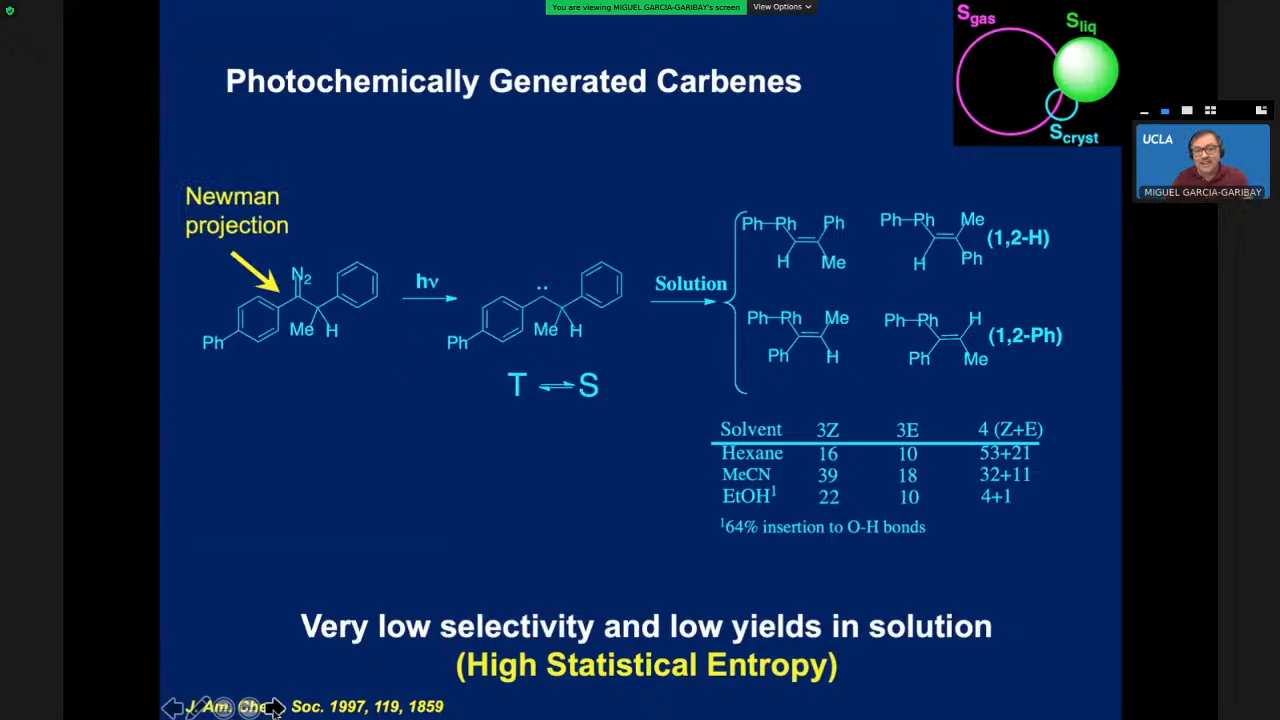 You are viewing MIGUEL GARCIA-GARIBAY's screen
View Options
Photochemically Generated Carbenes
Sgas
Sliq
Scryst
UCLA
MIGUEL GARCIA-GARIBAY
Newman
projection
N2
Me H
Ph
hν
Me H
Ph
T ⇌ S
Solution
Ph-Ph Ph
H Me
Ph-Ph Me
H Ph
(1,2-H)
Ph-Ph Me
Ph H
Ph-Ph H
Ph Me
(1,2-Ph)
Solvent 3Z 3E 4 (Z+E)
Hexane 16 10 53+21
MeCN 39 18 32+11
EtOH1 22 10 4+1
164% insertion to O-H bonds
Very low selectivity and low yields in solution
(High Statistical Entropy)
J. Am. Soc. 1997, 119, 1859